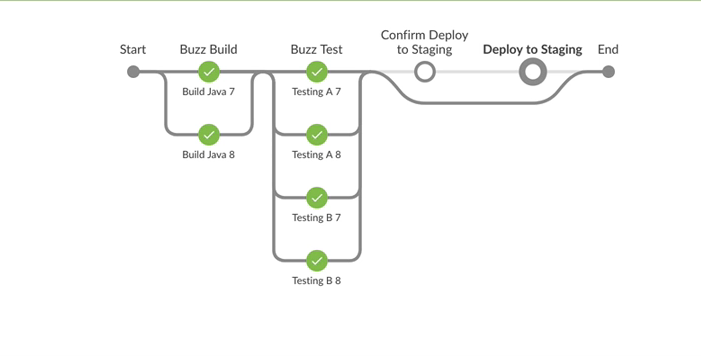 Start
Buzz Build
Buzz Test
Confirm Deploy
to Staging
Deploy to Staging
End
Build Java 7
Testing A 7
Build Java 8
Testing A 8
Testing B 7
Testing B 8